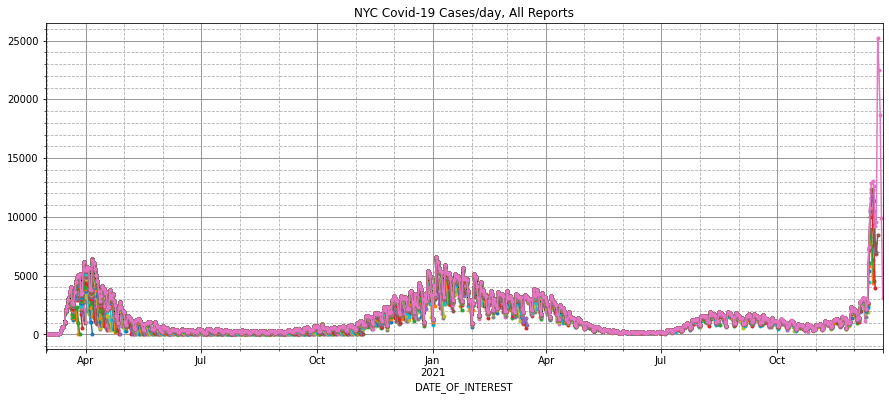 NYC Covid-19 Cases/day, All Reports
25000
20000
15000
10000
5000
0
Apr Jul Oct Jan Apr Jul Oct
2021
DATE_OF_INTEREST